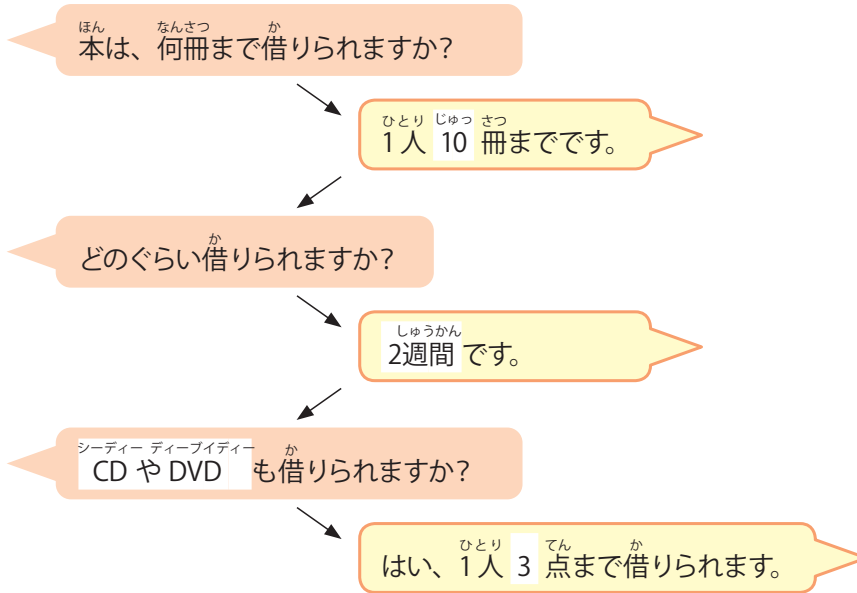 ほん なんさつ か
本は、何冊まで借りられますか？
ひとり じゅっ さつ
1人 10 冊までです。
か
どのぐらい借りられますか？
しゅうかん
2週間 です。
シーディー ディーブイディー か
CD や DVD も借りられますか？
ひとり てん か
はい、1人 3 点まで借りられます。